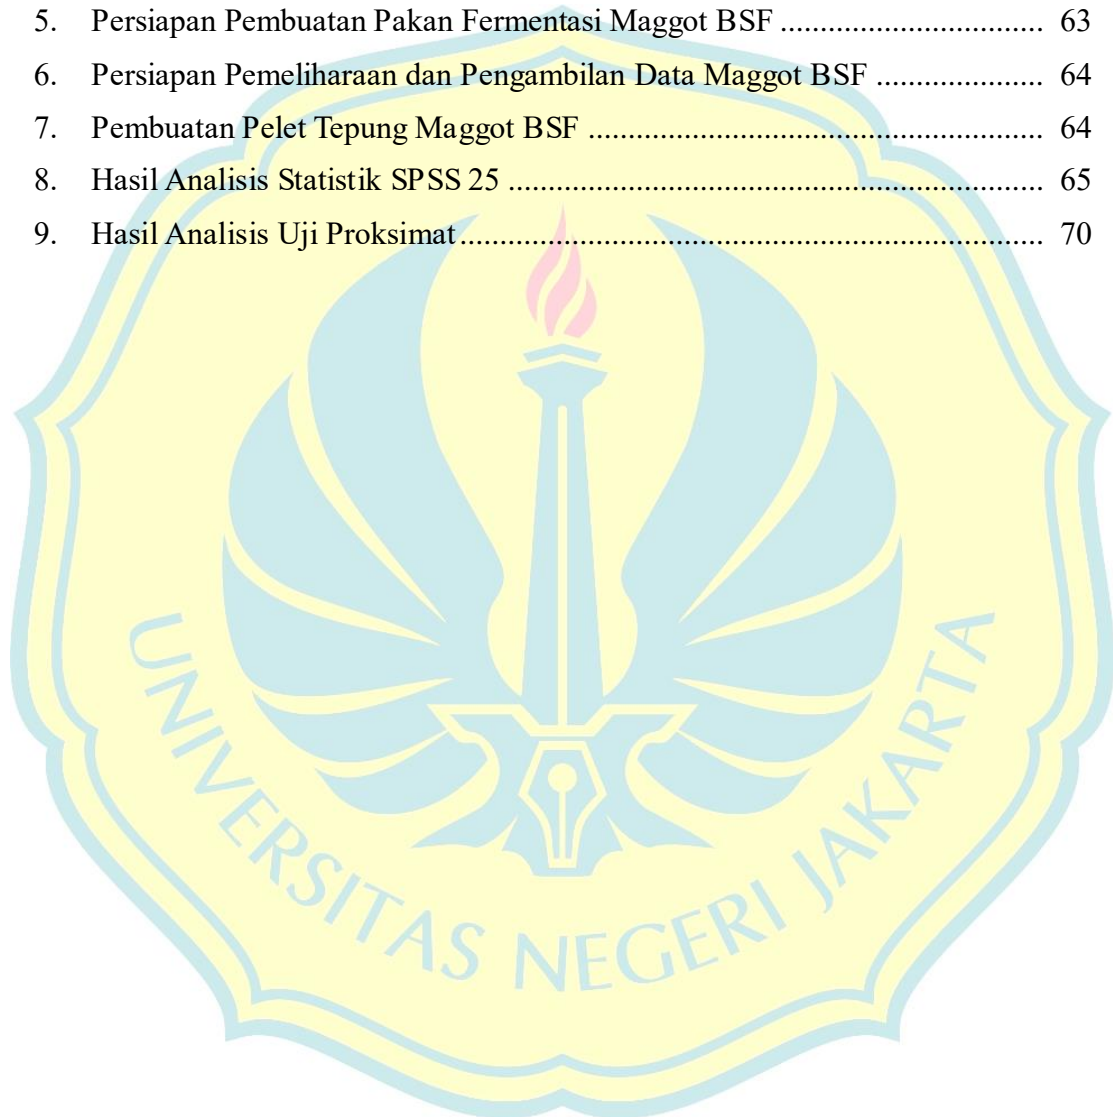 5. Persiapan Pembuatan Pakan Fermentasi Maggot BSF ................................ 63
6. Persiapan Pemeliharaan dan Pengambilan Data Maggot BSF .................... 64
7. Pembuatan Pelet Tepung Maggot BSF ....................................................... 64
8. Hasil Analisis Statistik SPSS 25 ................................................................. 65
9. Hasil Analisis Uji Proksimat ....................................................................... 70
UNIVERSITAS NEGERI JAKARTA